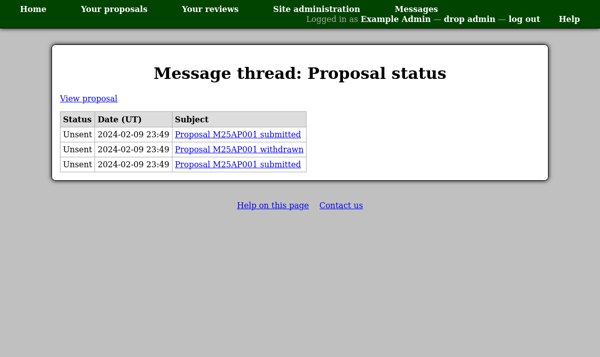 Home Your proposals Your reviews Site administration Messages
Logged in as Example Admin — drop admin — log out Help
Message thread: Proposal status
View proposal
Status Date (UT) Subject
Unsent 2024-02-09 23:49 Proposal M25AP001 submitted
Unsent 2024-02-09 23:49 Proposal M25AP001 withdrawn
Unsent 2024-02-09 23:49 Proposal M25AP001 submitted
Help on this page Contact us